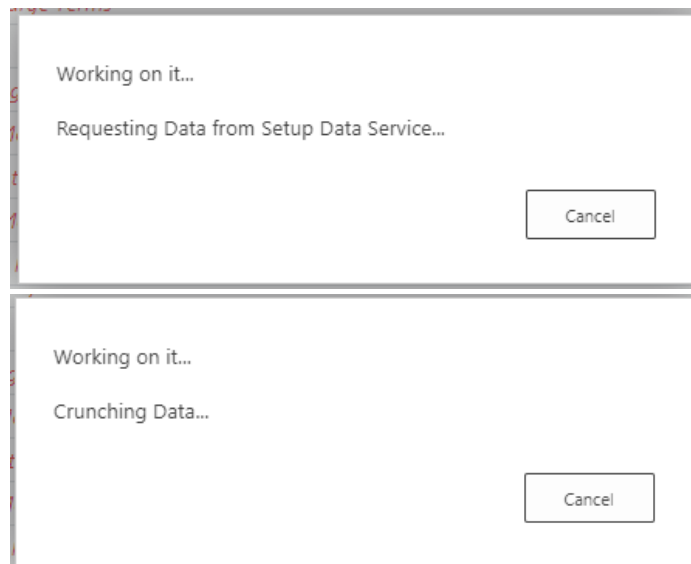 Working on it...
Requesting Data from Setup Data Service...
Cancel
Working on it...
Crunching Data...
Cancel